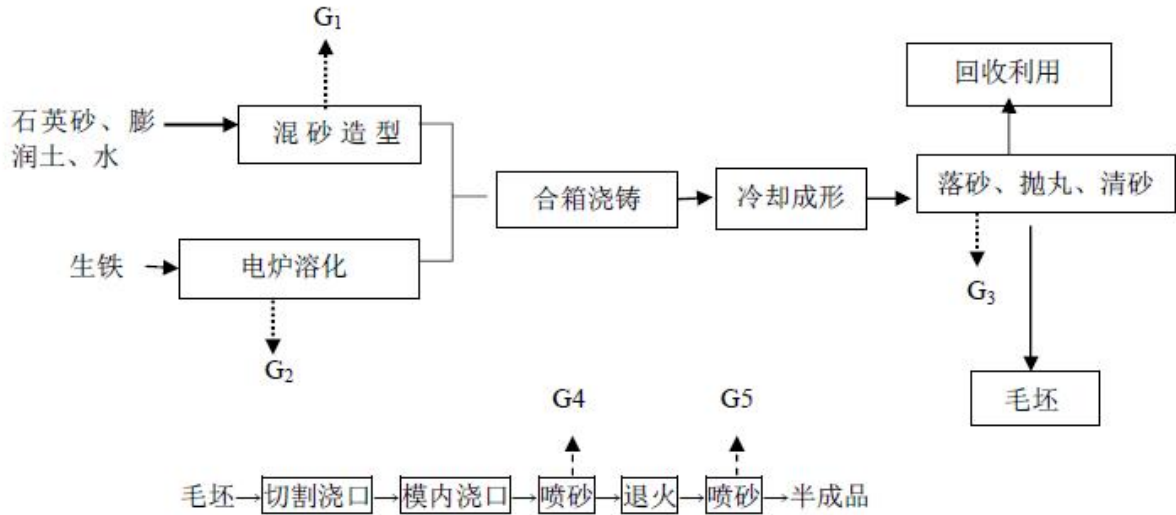 G₁
回收利用
石英砂、膨
润土、水
混砂造型
合箱浇铸
冷却成形
落砂、抛丸、清砂
生铁
电炉溶化
G₃
G₂
毛坯
G4
G5
毛坯→切割浇口→模内浇口→喷砂→退火→喷砂→半成品